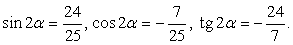 sin 2α = 24/25, cos 2α = − 7/25, tg 2α = − 24/7.